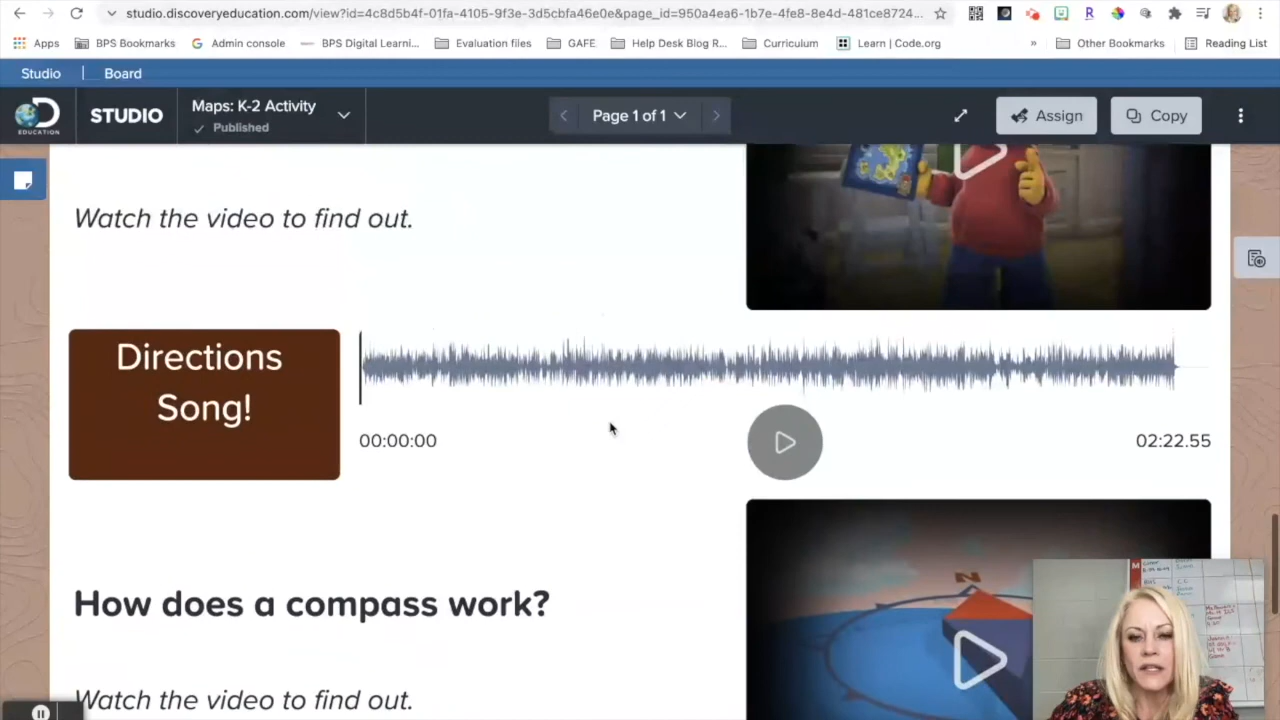 studio.discoveryeducation.com/view?id=4c8d5b4f-01fa-4105-9f3e-3d5cbfa46e0e&page_id=950a4ea6-1b7e-4fe8-8e4d-481ce8724...
Apps BPS Bookmarks Admin console BPS Digital Learni... Evaluation files GAFE Help Desk Blog R... Curriculum Learn | Code.org » Other Bookmarks Reading List
Studio | Board
EDUCATION STUDIO Maps: K-2 Activity Page 1 of 1 Assign Copy
Published
Watch the video to find out.
Directions
Song!
00:00:00 02:22.55
N
How does a compass work?
Watch the video to find out.